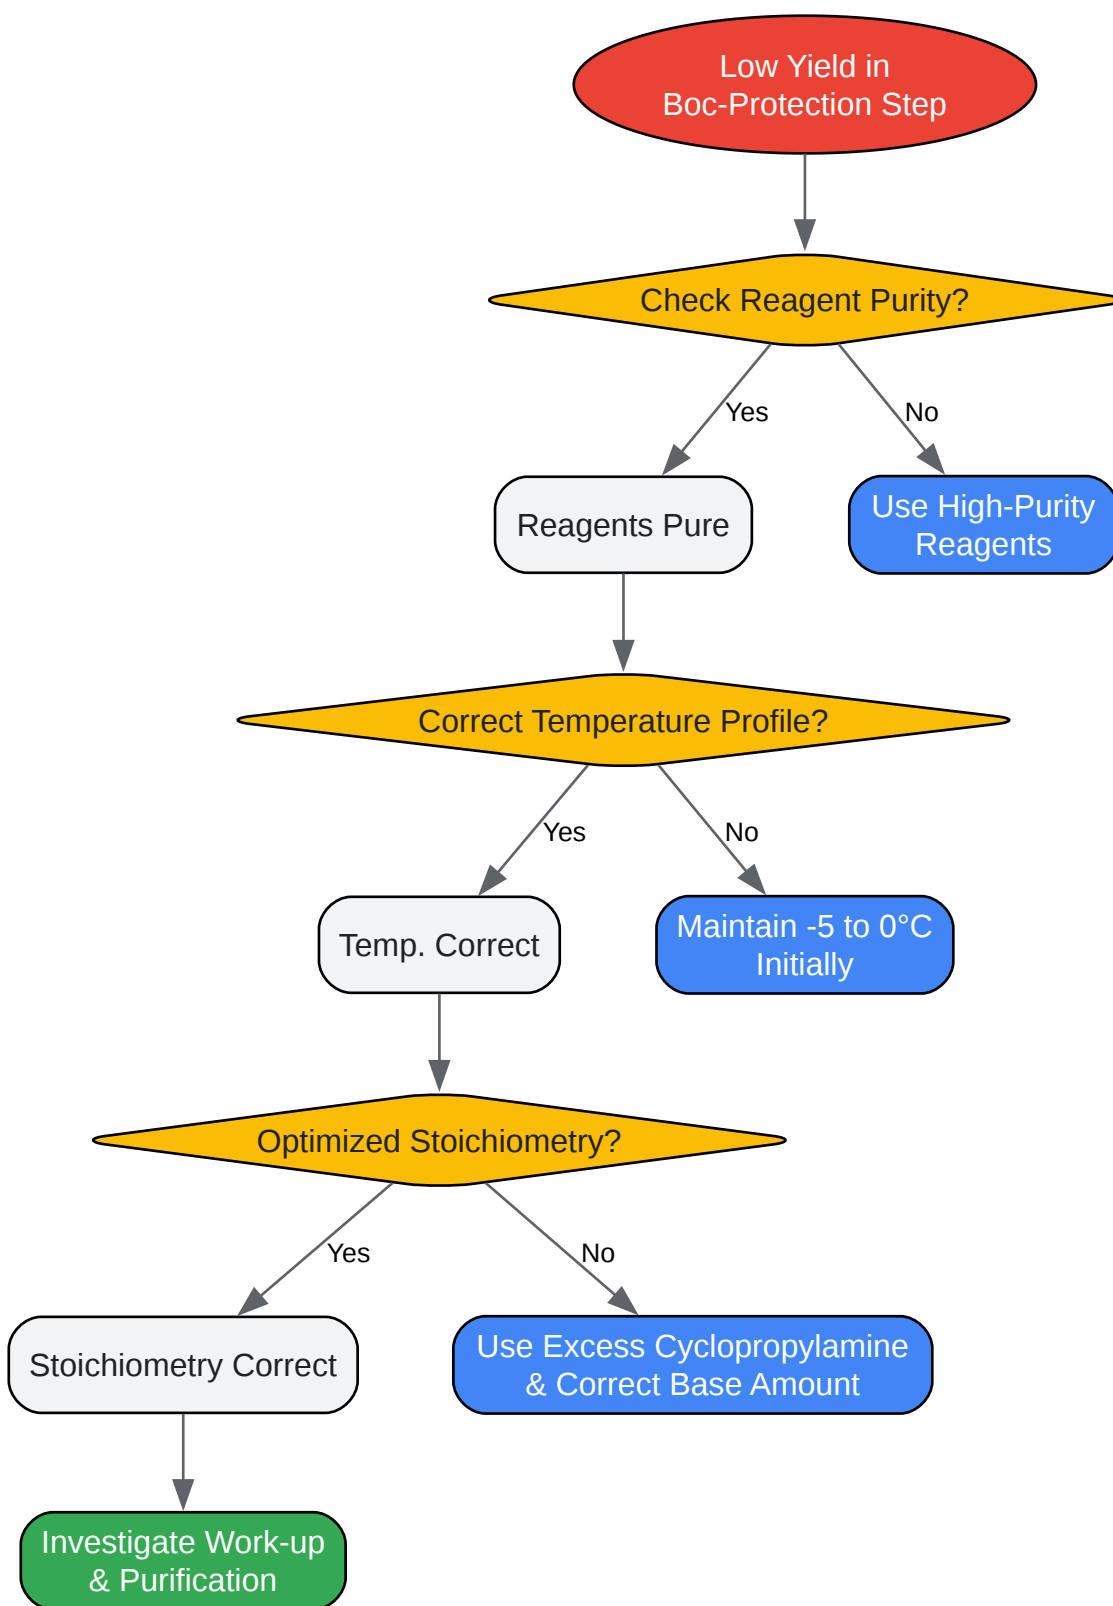 Low Yield in
Boc-Protection Step
Check Reagent Purity?
Yes
No
Reagents Pure
Use High-Purity
Reagents
Correct Temperature Profile?
Yes
No
Temp. Correct
Maintain -5 to 0°C
Initially
Optimized Stoichiometry?
Yes
No
Stoichiometry Correct
Use Excess Cyclopropylamine
& Correct Base Amount
Investigate Work-up
& Purification